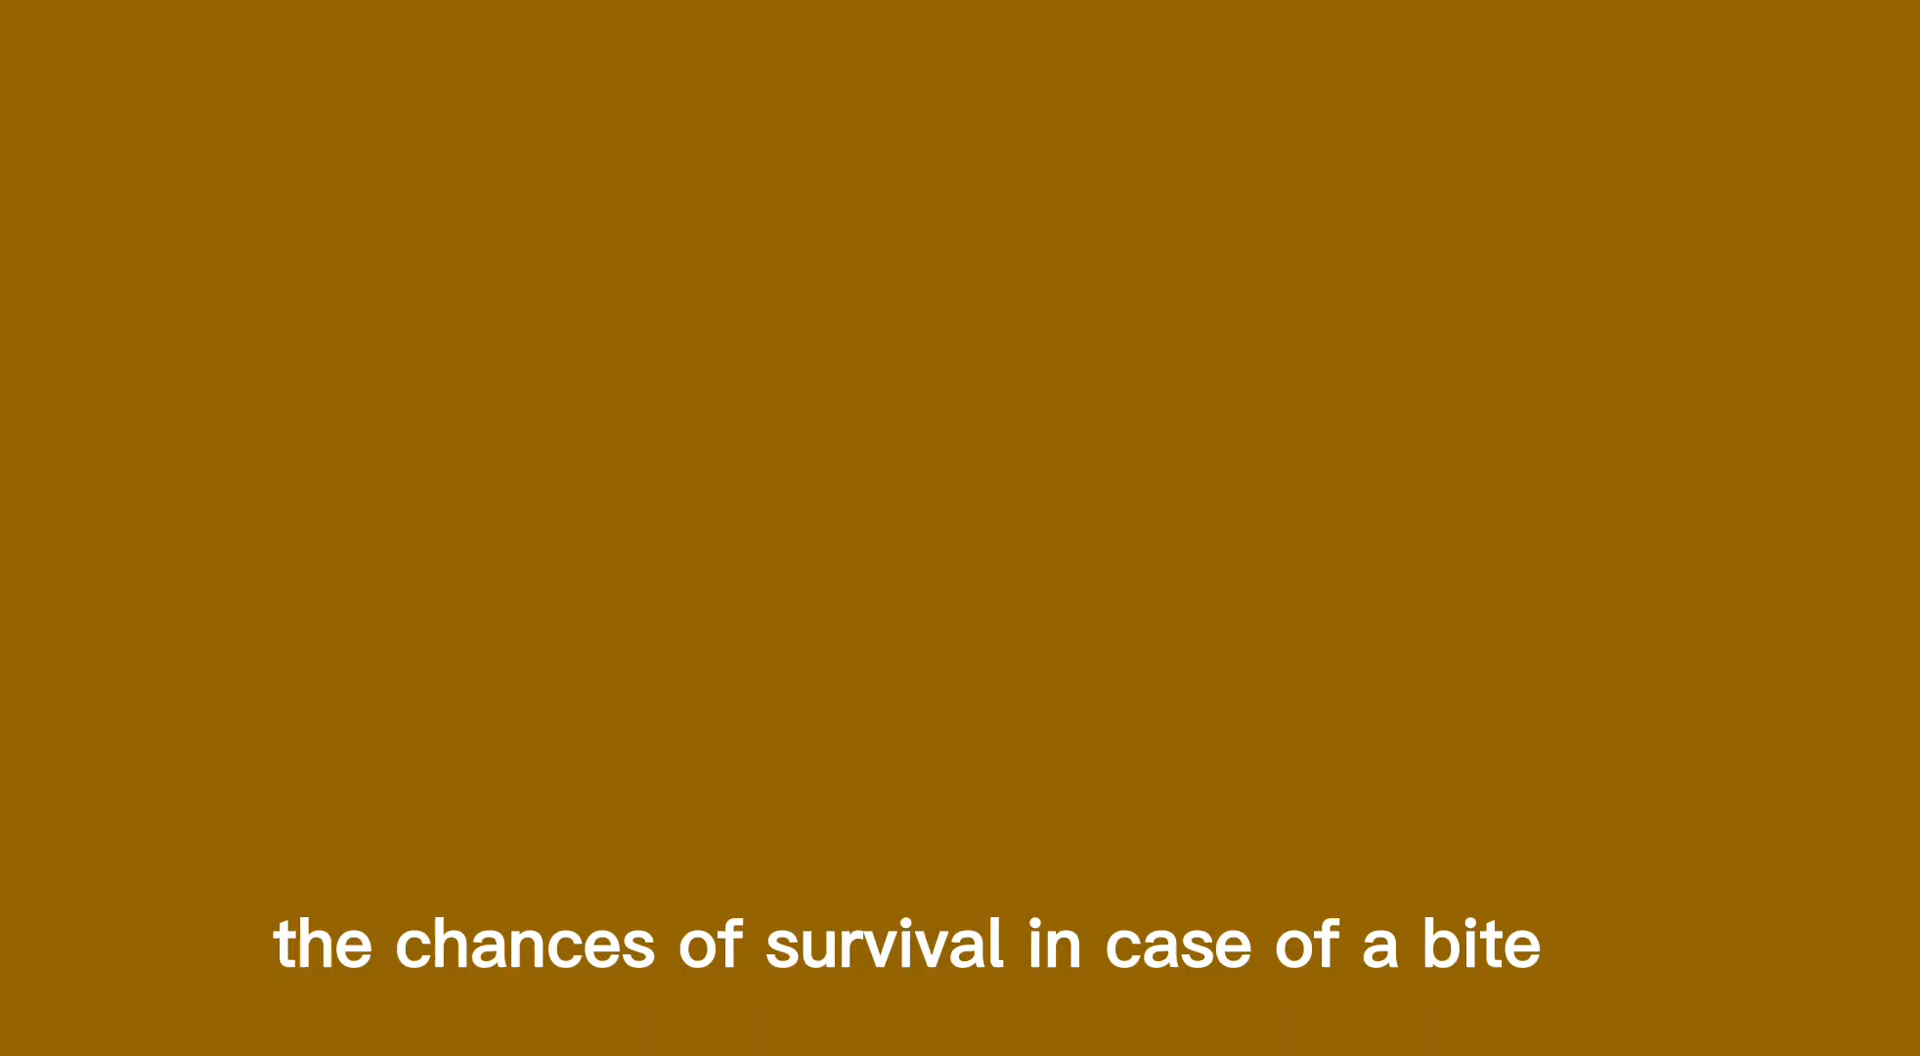 the chances of survival in case of a bite